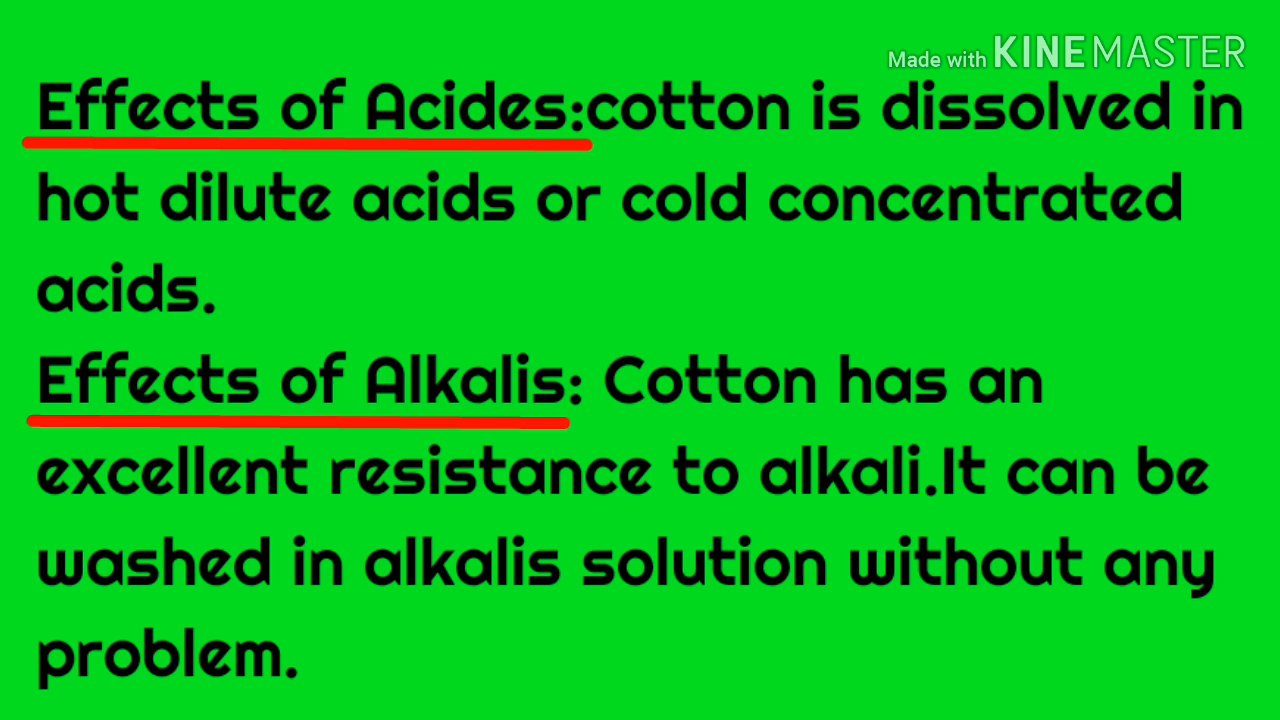 Made with KINEMASTER
Effects of Acides:cotton is dissolved in
hot dilute acids or cold concentrated
acids.
Effects of Alkalis: Cotton has an
excellent resistance to alkali.It can be
washed in alkalis solution without any
problem.